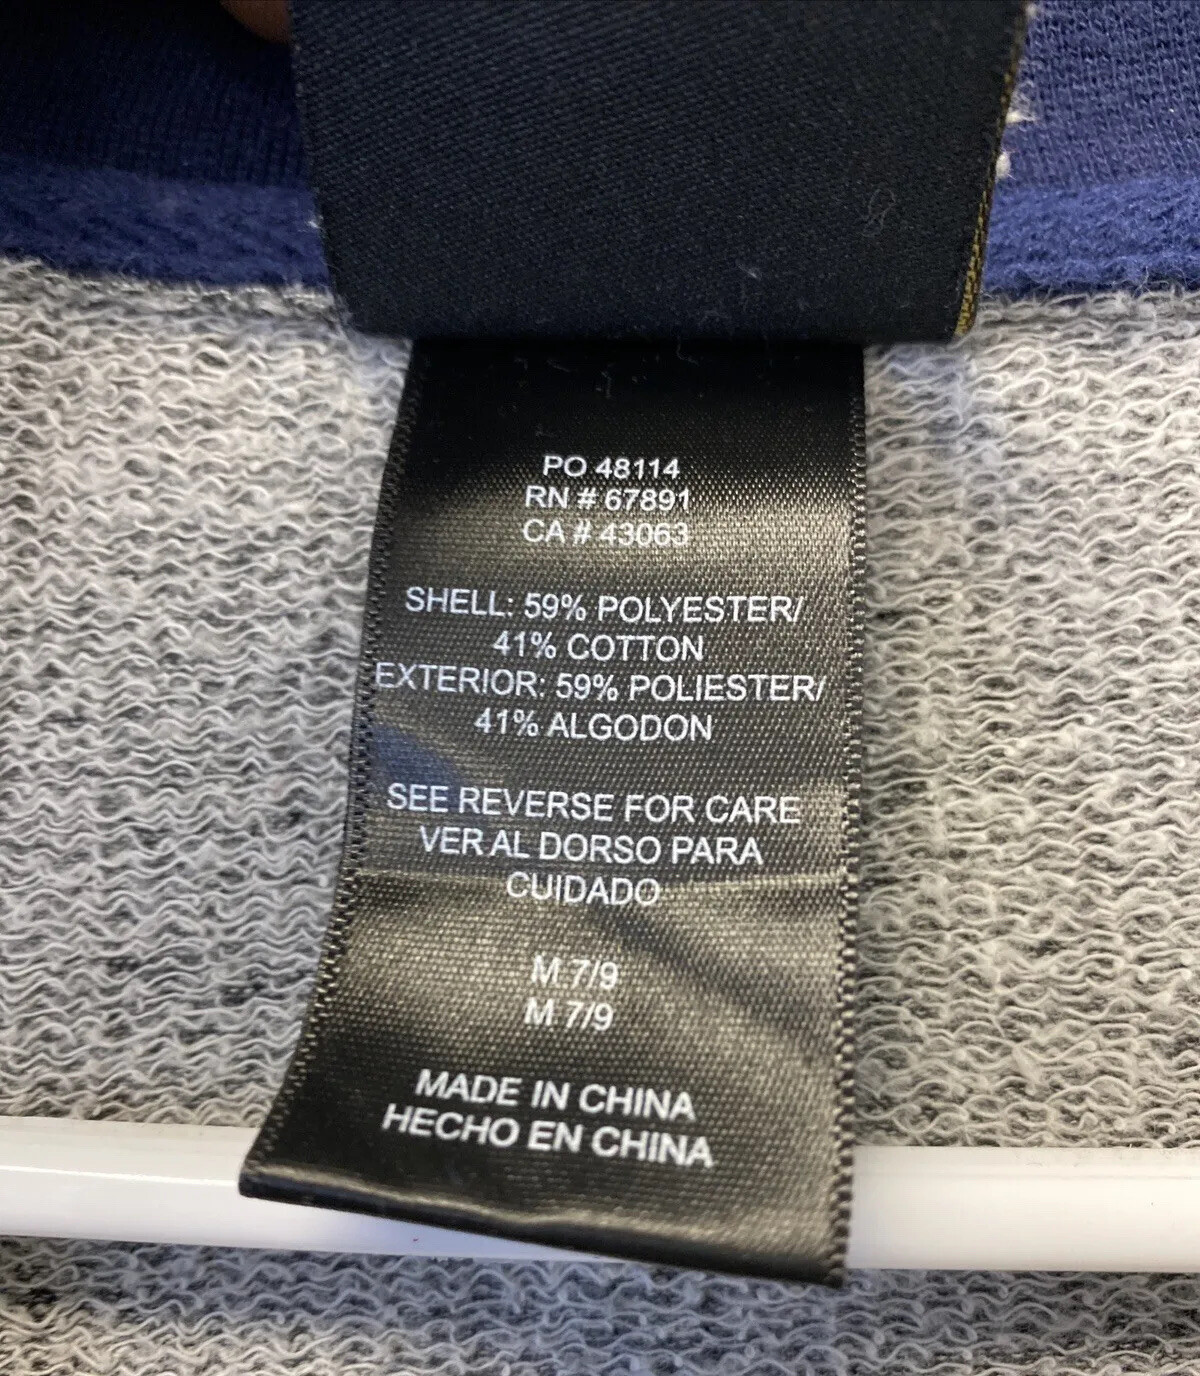 PO 48114
RN # 67891
CA # 43063
SHELL: 59% POLYESTER/
41% COTTON
EXTERIOR: 59% POLIESTER/
41% ALGODON
SEE REVERSE FOR CARE
VER AL DORSO PARA
CUIDADO
M 7/9
M 7/9
MADE IN CHINA
HECHO EN CHINA